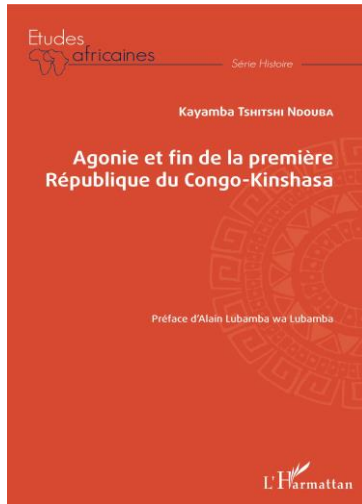 Etudes
africaines
Série Histoire
Kayamba TSHITSHI NDOUBA
Agonie et fin de la première
République du Congo-Kinshasa
Préface d'Alain Lubamba wa Lubamba
L'Harmattan